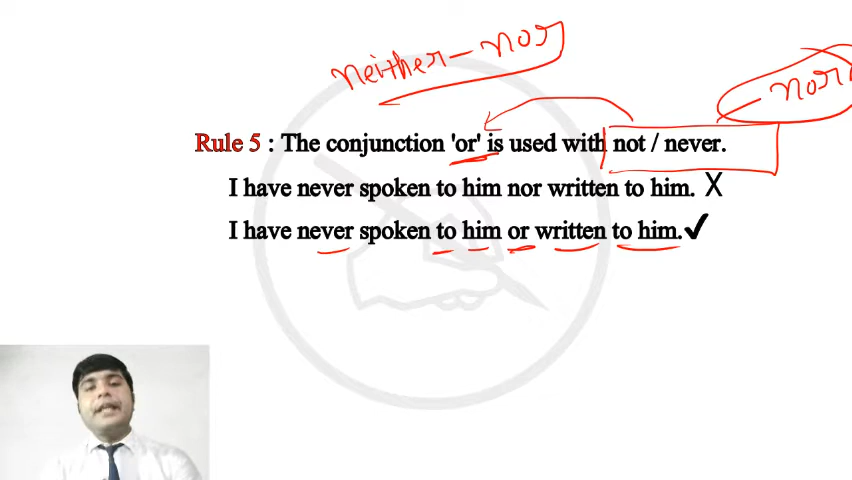 neither - nor
- nor
Rule 5 : The conjunction 'or' is used with not / never.
I have never spoken to him nor written to him. X
I have never spoken to him or written to him. ✔